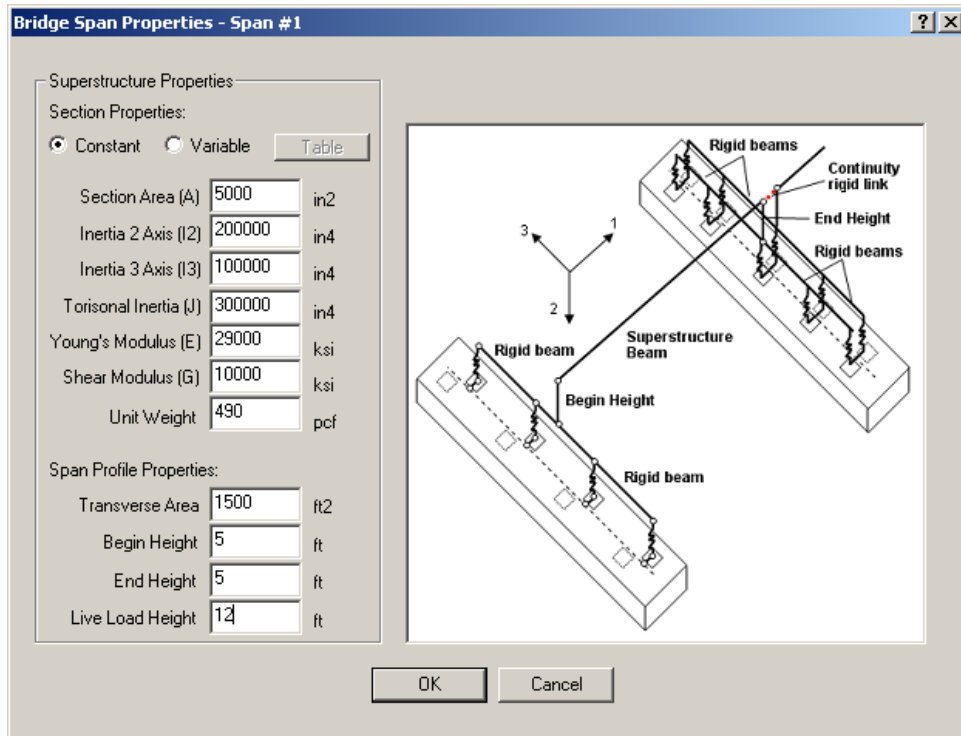 Bridge Span Properties - Span #1
Superstructure Properties
Section Properties:
Constant Variable Table
Section Area (A) 5000 in2
Inertia 2 Axis (I2) 200000 in4
Inertia 3 Axis (I3) 100000 in4
Torisonal Inertia (J) 300000 in4
Young's Modulus (E) 29000 ksi
Shear Modulus (G) 10000 ksi
Unit Weight 490 pcf
Span Profile Properties:
Transverse Area 1500 ft2
Begin Height 5 ft
End Height 5 ft
Live Load Height 12 ft
Rigid beams
Continuity
rigid link
End Height
Rigid beams
3
1
2
Superstructure
Beam
Rigid beam
Begin Height
Rigid beam
OK Cancel